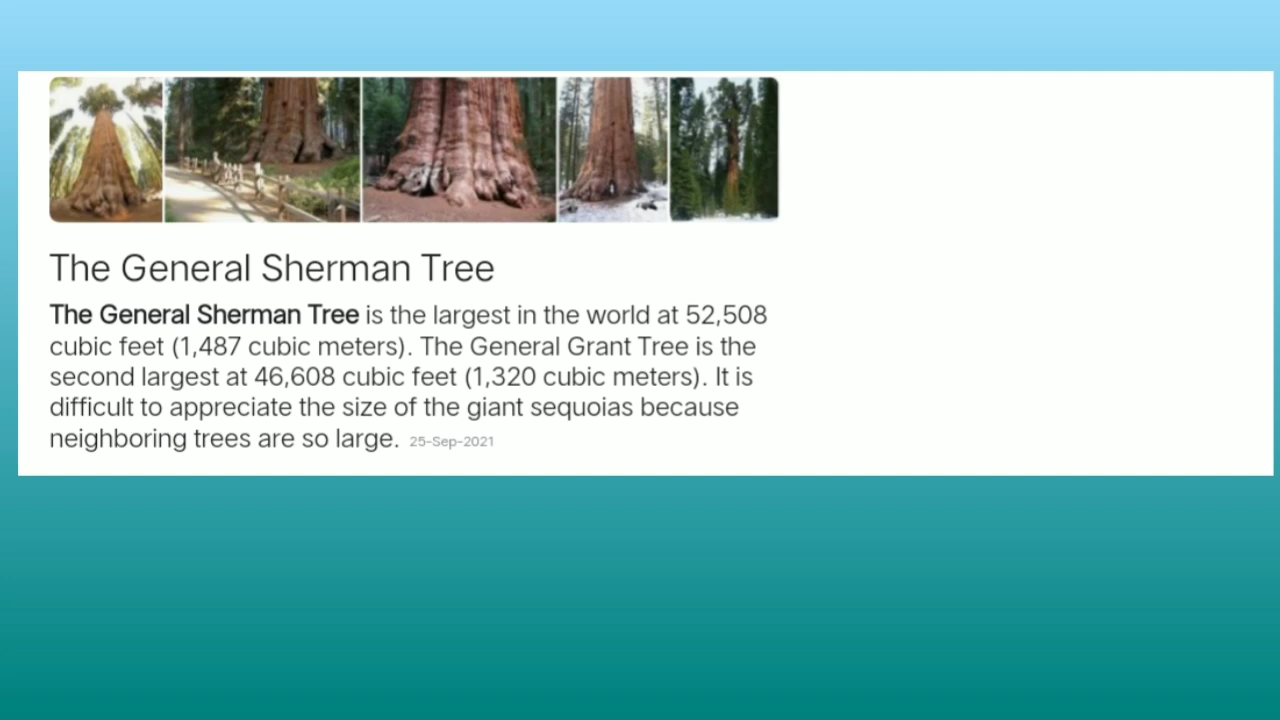 The General Sherman Tree
The General Sherman Tree is the largest in the world at 52,508
cubic feet (1,487 cubic meters). The General Grant Tree is the
second largest at 46,608 cubic feet (1,320 cubic meters). It is
difficult to appreciate the size of the giant sequoias because
neighboring trees are so large. 25-Sep-2021